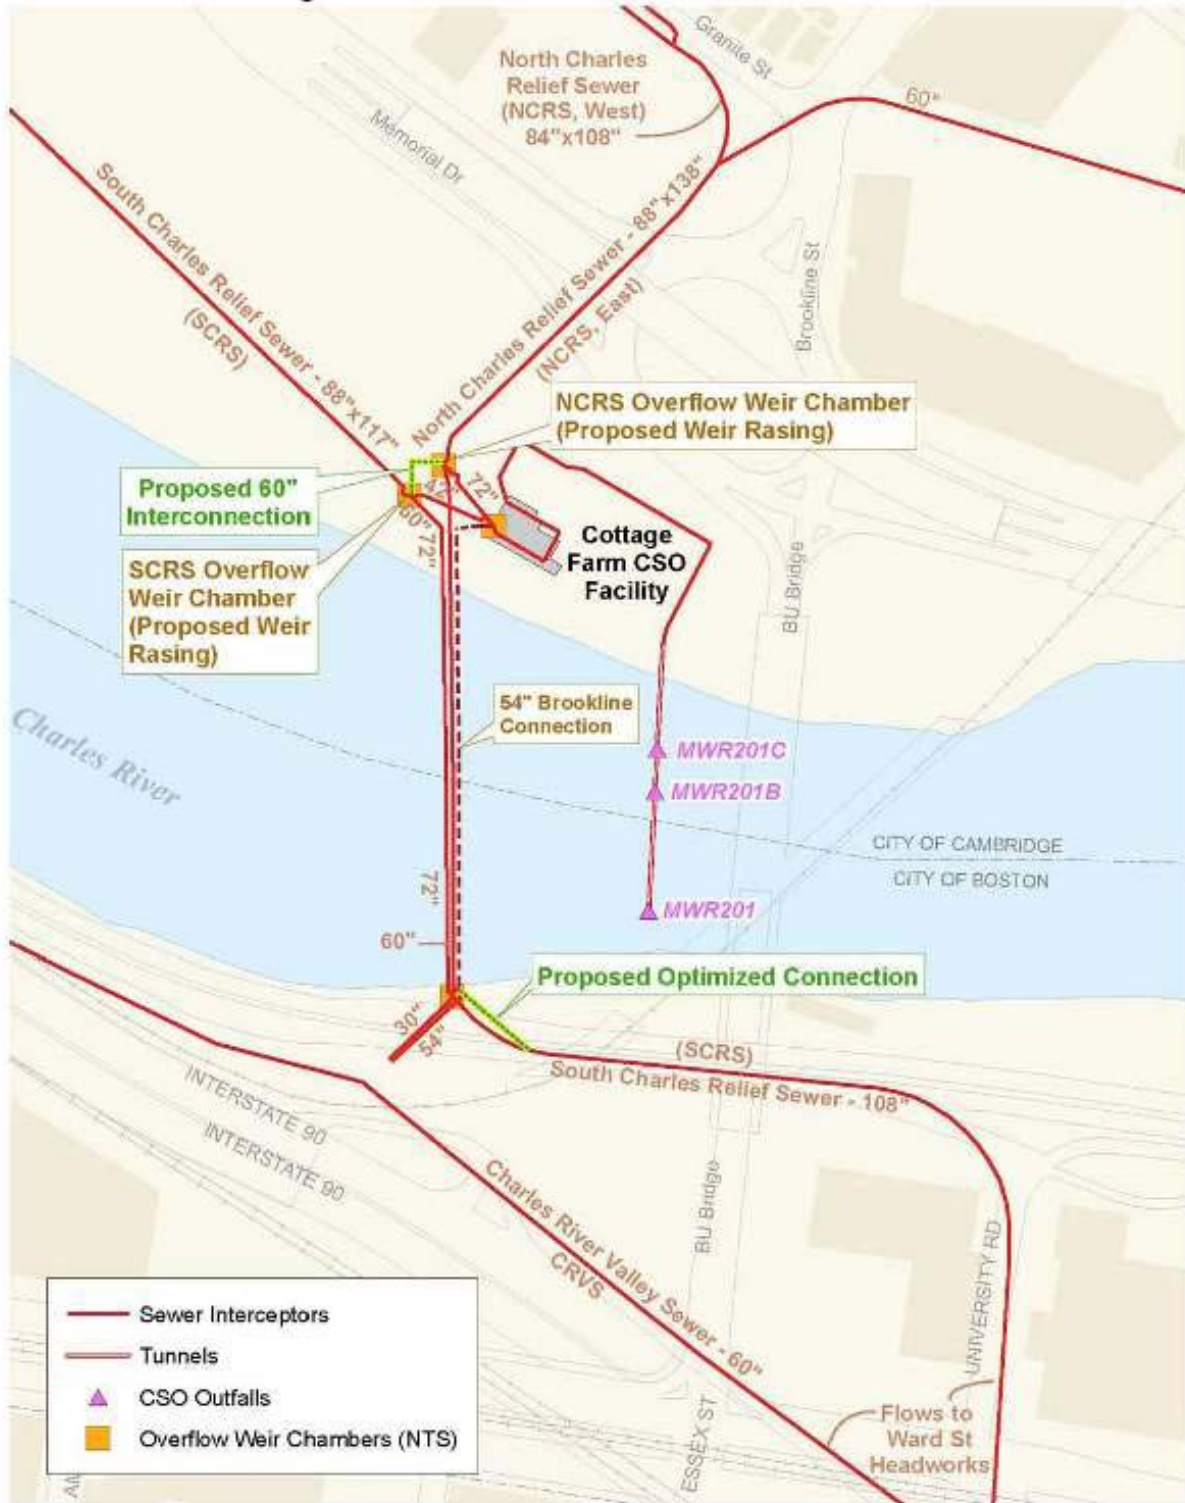 Granite St
North Charles
Relief Sewer
(NCRS, West)
84"x108"
60"
Memorial Dr
South Charles Relief Sewer - 88"x117"
(SCRS)
North Charles Relief Sewer - 88"x138"
(NCRS, East)
Brookline St
NCRS Overflow Weir Chamber
(Proposed Weir Rasing)
Proposed 60"
Interconnection
42"
72"
60"
72"
SCRS Overflow
Weir Chamber
(Proposed Weir
Rasing)
Cottage
Farm CSO
Facility
BU Bridge
54" Brookline
Connection
Charles River
MWR201C
MWR201B
CITY OF CAMBRIDGE
CITY OF BOSTON
72"
MWR201
60"
Proposed Optimized Connection
30"
54"
(SCRS)
South Charles Relief Sewer - 108"
INTERSTATE 90
INTERSTATE 90
Charles River Valley Sewer - 60"
CRVS
BU Bridge
UNIVERSITY RD
ESSEX ST
Flows to
Ward St
Headworks
Sewer Interceptors
Tunnels
CSO Outfalls
Overflow Weir Chambers (NTS)